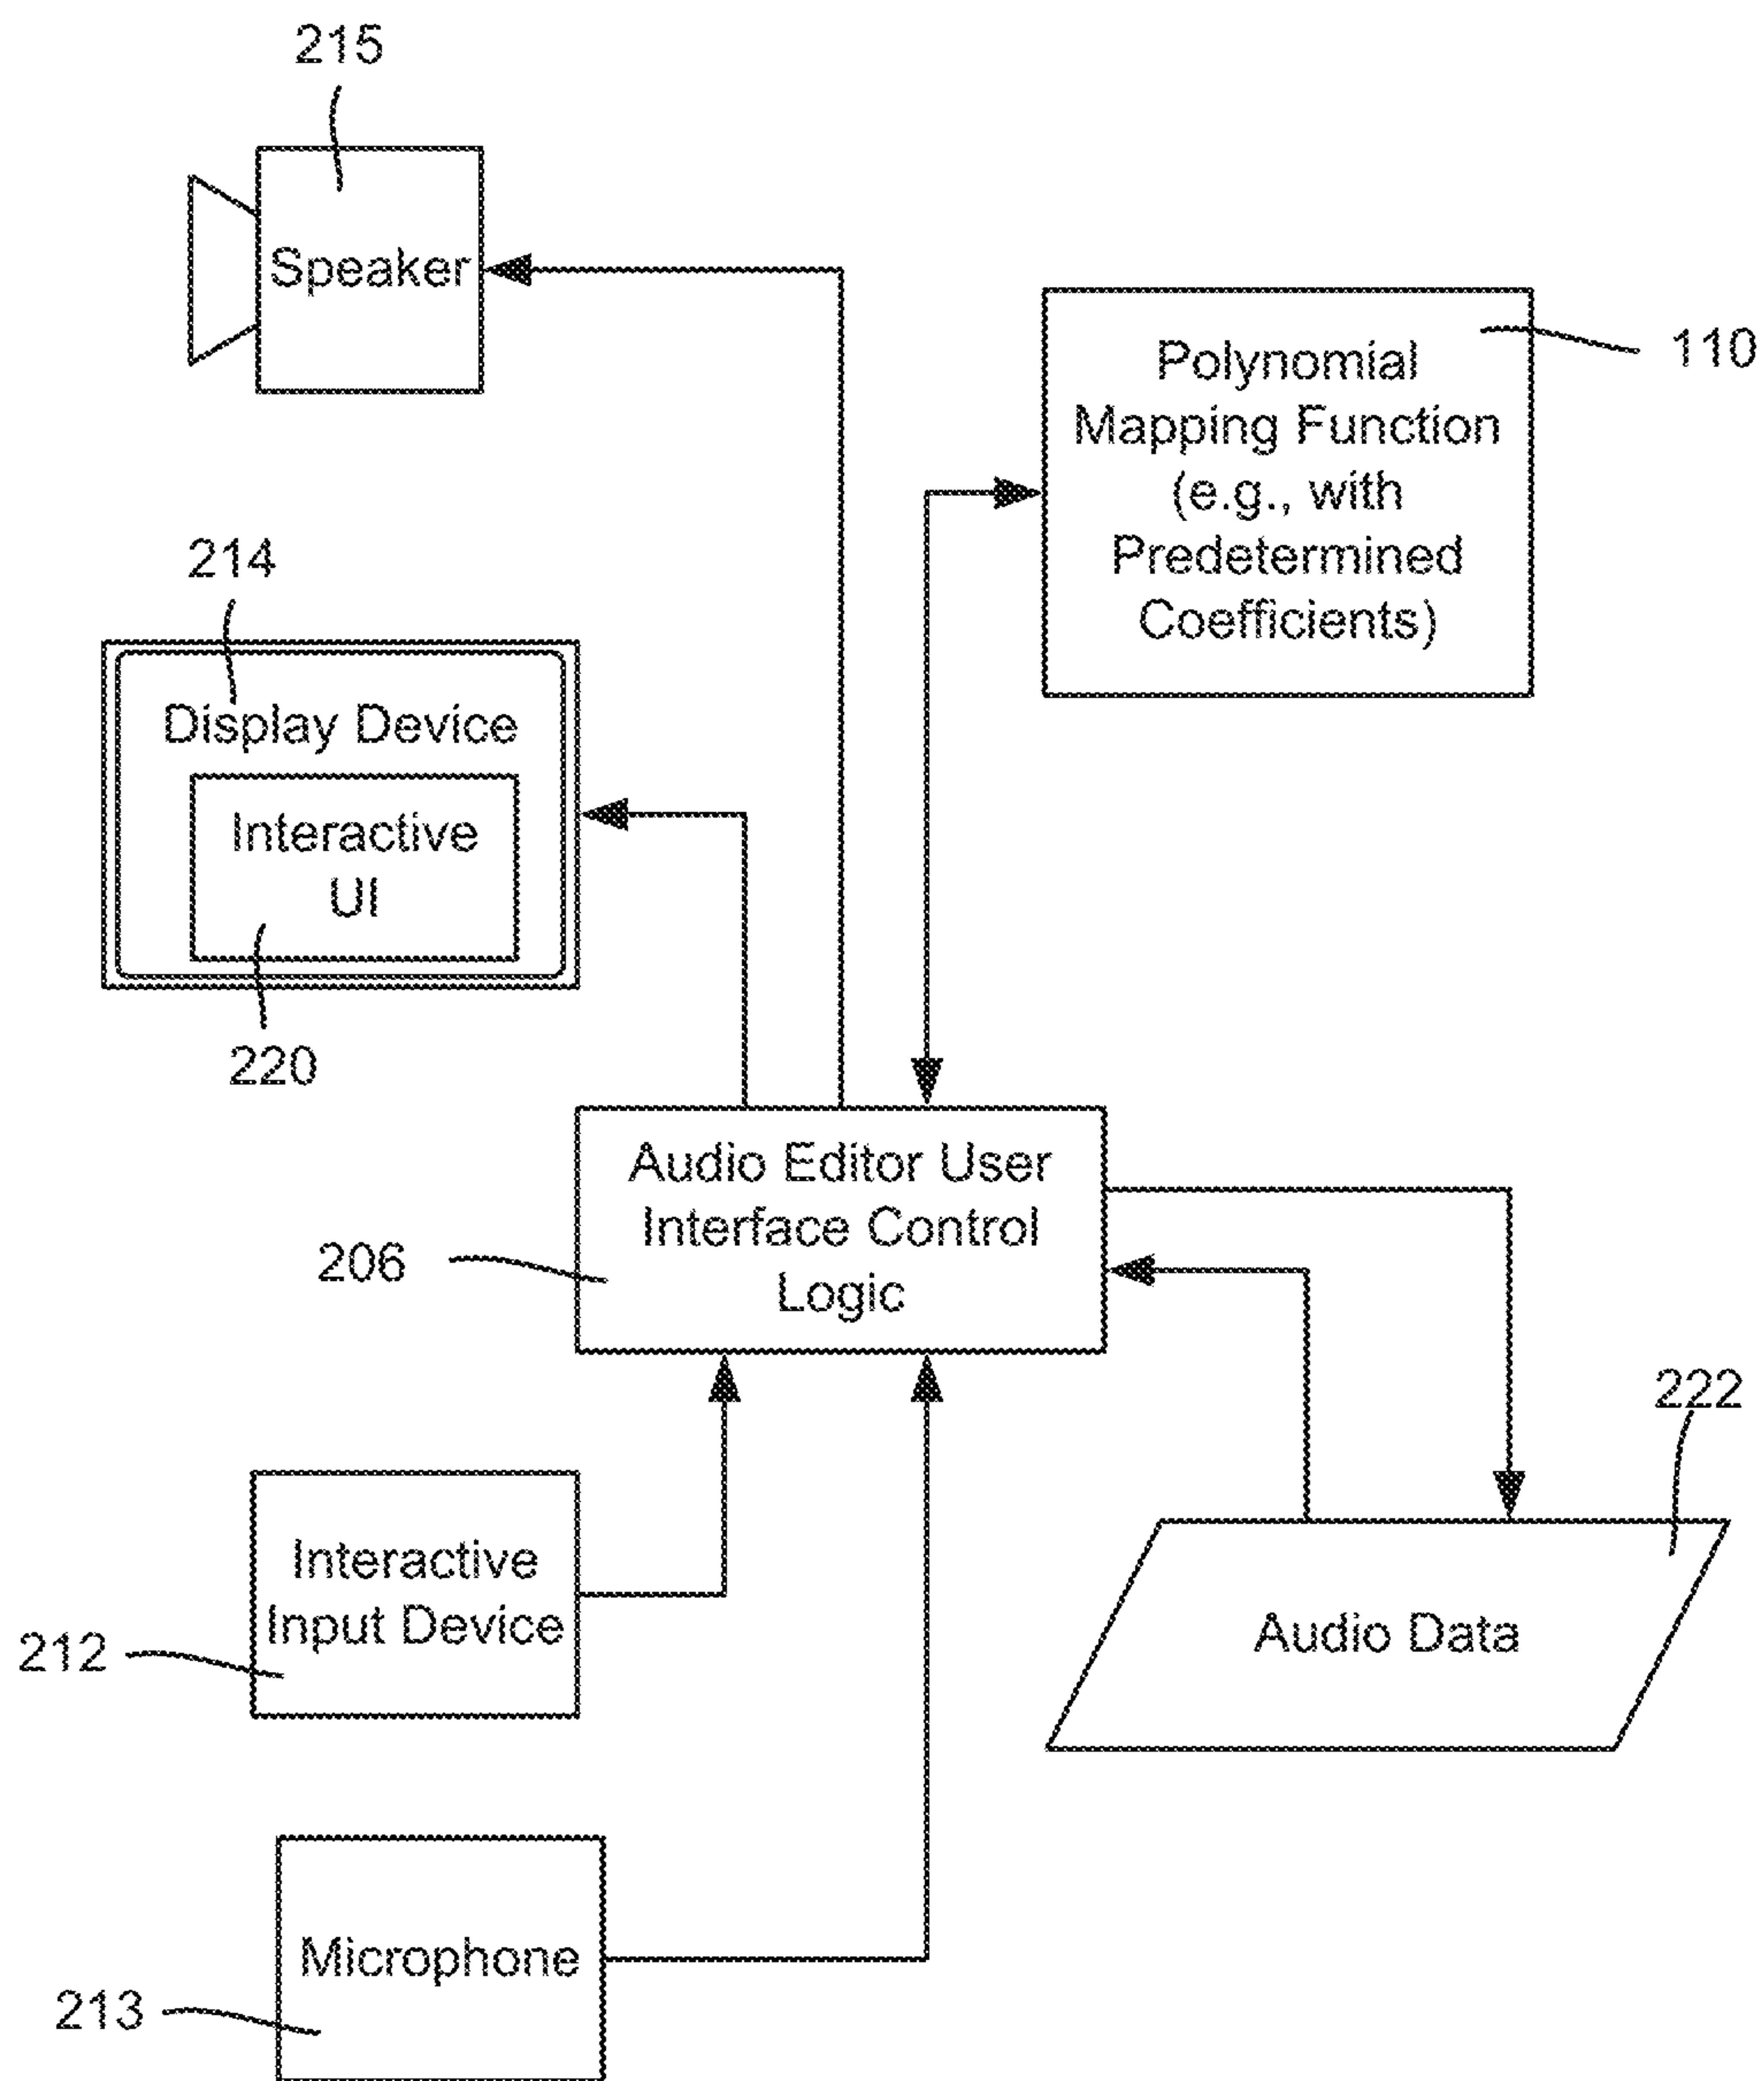 215
Speaker
110
Polynomial
Mapping Function
(e.g., with
Predetermined
Coefficients)
214
Display Device
Interactive
UI
220
Audio Editor User
Interface Control
Logic
206
222
Interactive
Input Device
212
Audio Data
Microphone
213